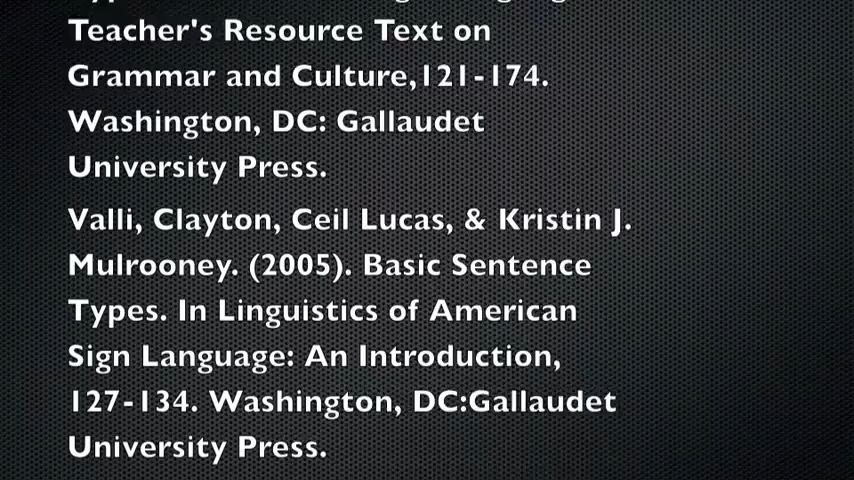 Teacher's Resource Text on
Grammar and Culture,121-174.
Washington, DC: Gallaudet
University Press.
Valli, Clayton, Ceil Lucas, & Kristin J.
Mulrooney. (2005). Basic Sentence
Types. In Linguistics of American
Sign Language: An Introduction,
127-134. Washington, DC:Gallaudet
University Press.